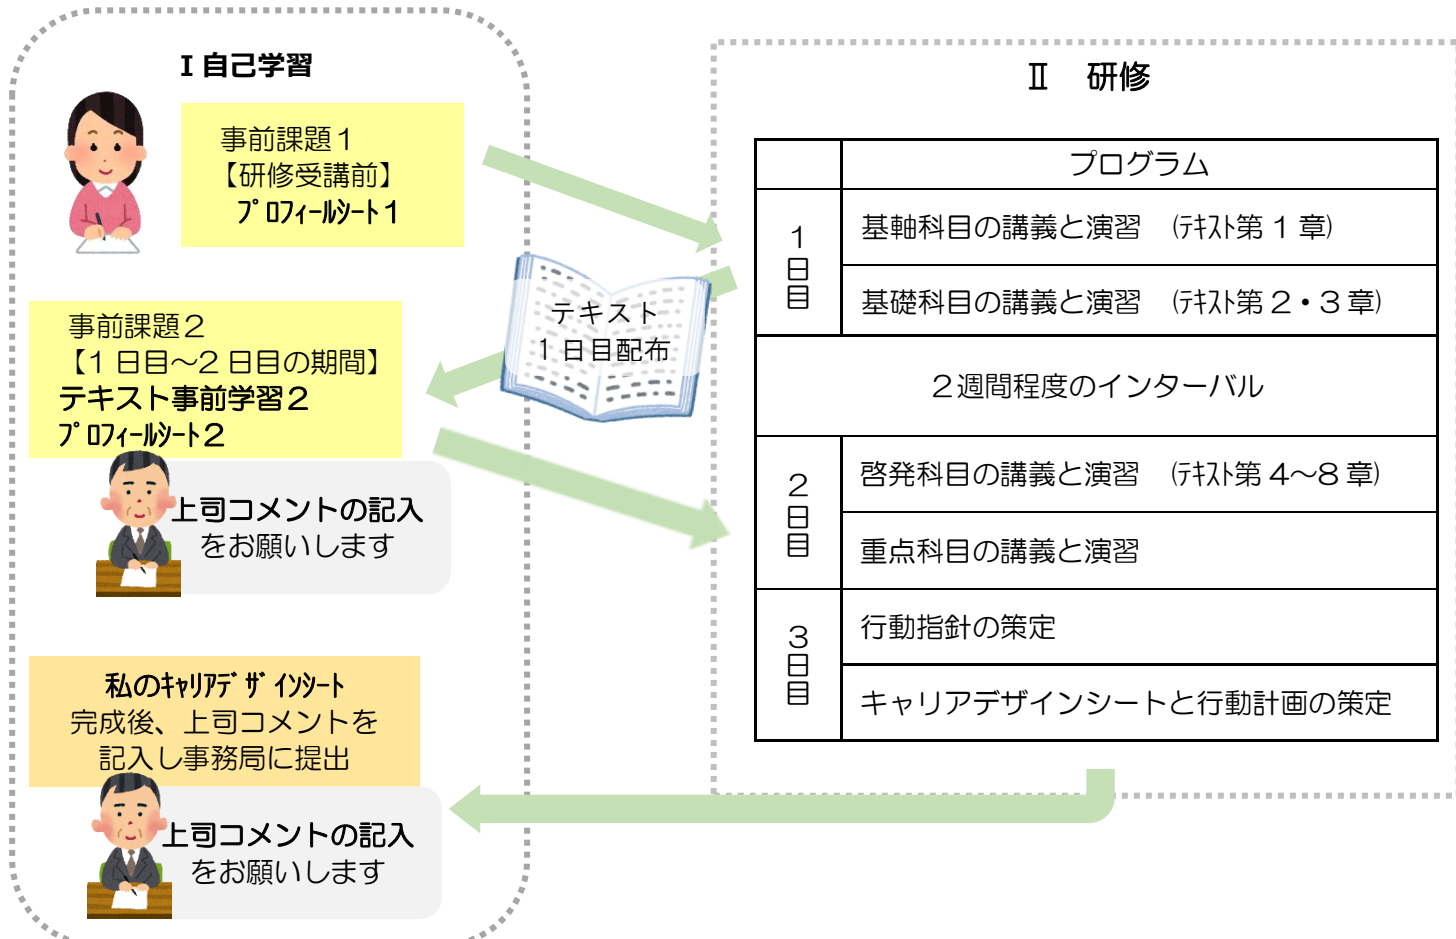 Ⅰ自己学習
事前課題１
【研修受講前】
ﾌﾟﾛﾌｨｰﾙｼｰﾄ１
事前課題２
【１日目～２日目の期間】
テキスト事前学習２
ﾌﾟﾛﾌｨｰﾙｼｰﾄ２
上司コメントの記入
をお願いします
私のｷｬﾘｱﾃﾞｻﾞｲﾝｼｰﾄ
完成後、上司コメントを
記入し事務局に提出
上司コメントの記入
をお願いします
テキスト
１日目配布
Ⅱ　研修
プログラム
１日目
基軸科目の講義と演習　(ﾃｷｽﾄ第１章)
基礎科目の講義と演習　(ﾃｷｽﾄ第２・３章)
２週間程度のインターバル
２日目
啓発科目の講義と演習　(ﾃｷｽﾄ第４～８章)
重点科目の講義と演習
３日目
行動指針の策定
キャリアデザインシートと行動計画の策定